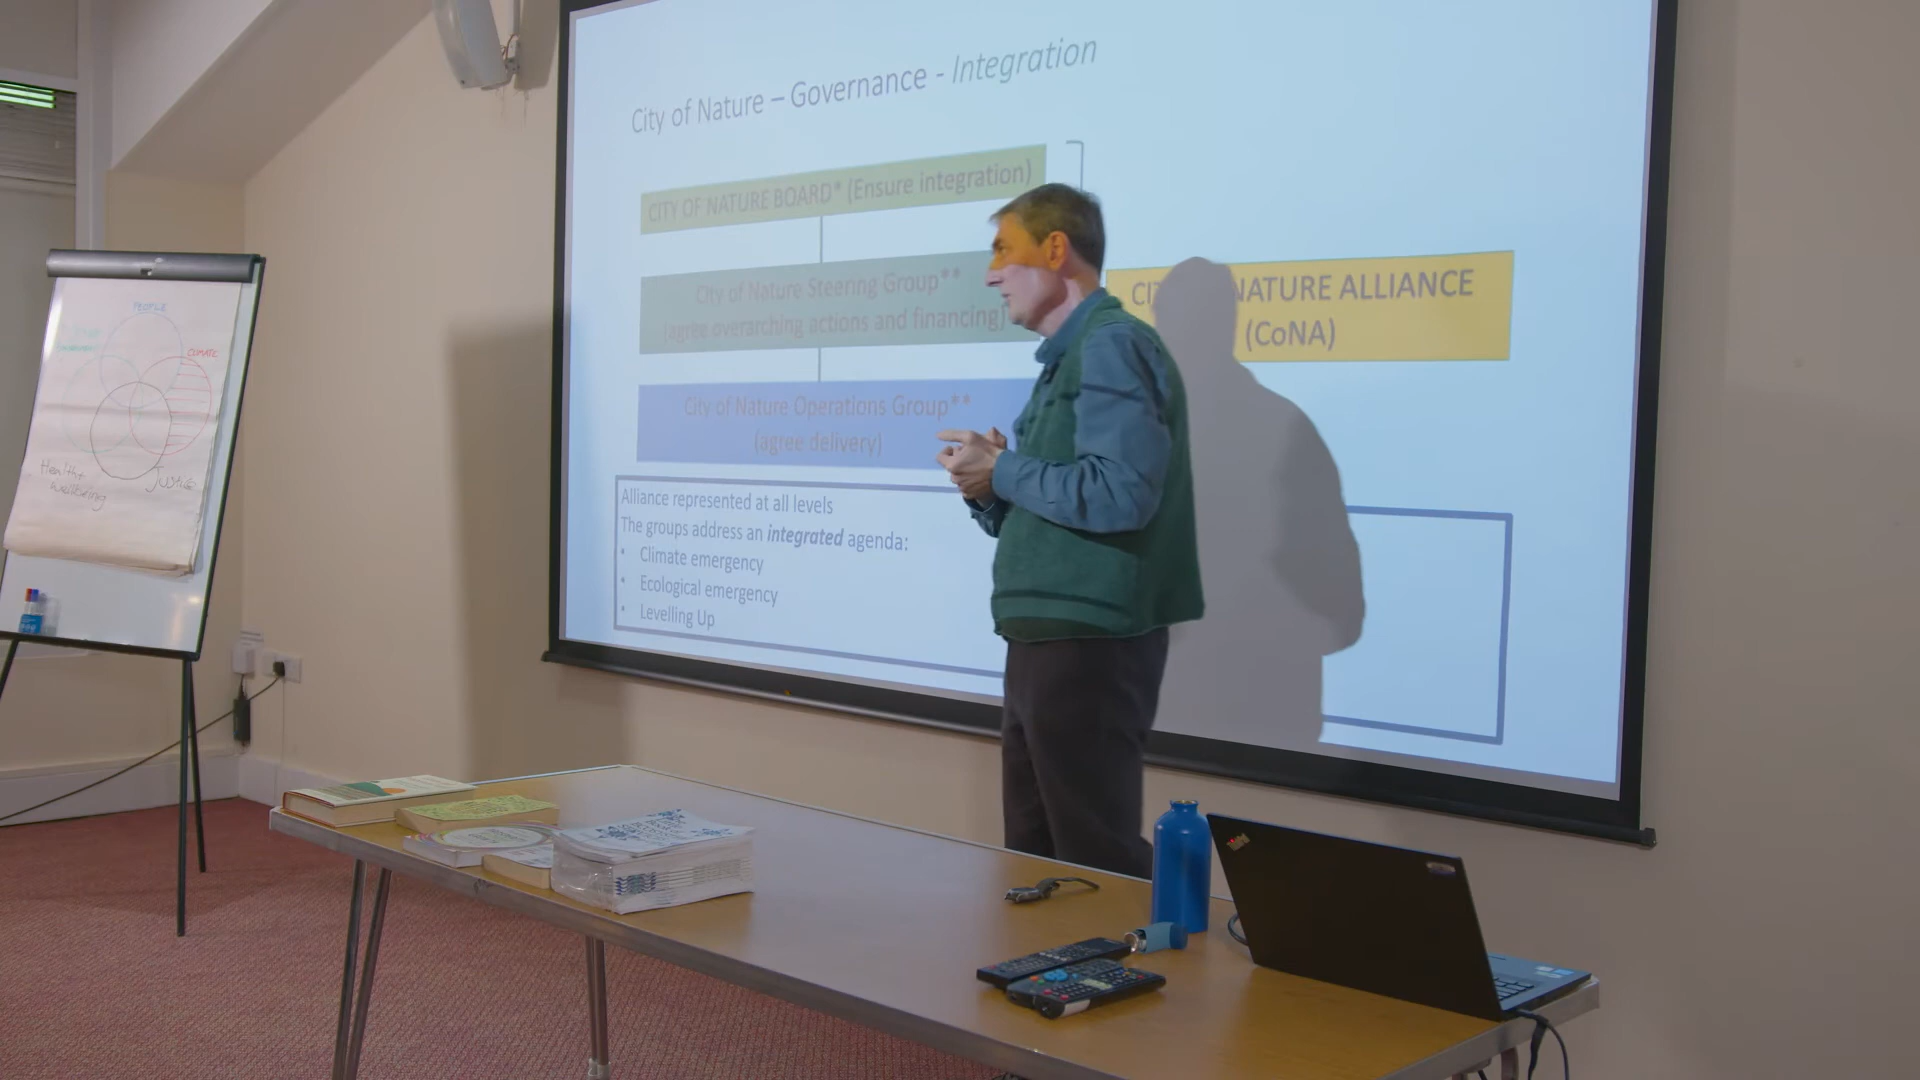 City of Nature – Governance - Integration
CITY OF NATURE BOARD* (Ensure integration)
City of Nature Steering Group**
(agree overarching actions and financing)
City of Nature Operations Group**
(agree delivery)
NATURE ALLIANCE
(CoNA)
Alliance represented at all levels
The groups address an integrated agenda:
• Climate emergency
• Ecological emergency
• Levelling Up
PEOPLE
CLIMATE
Health +
wellbeing
Justice